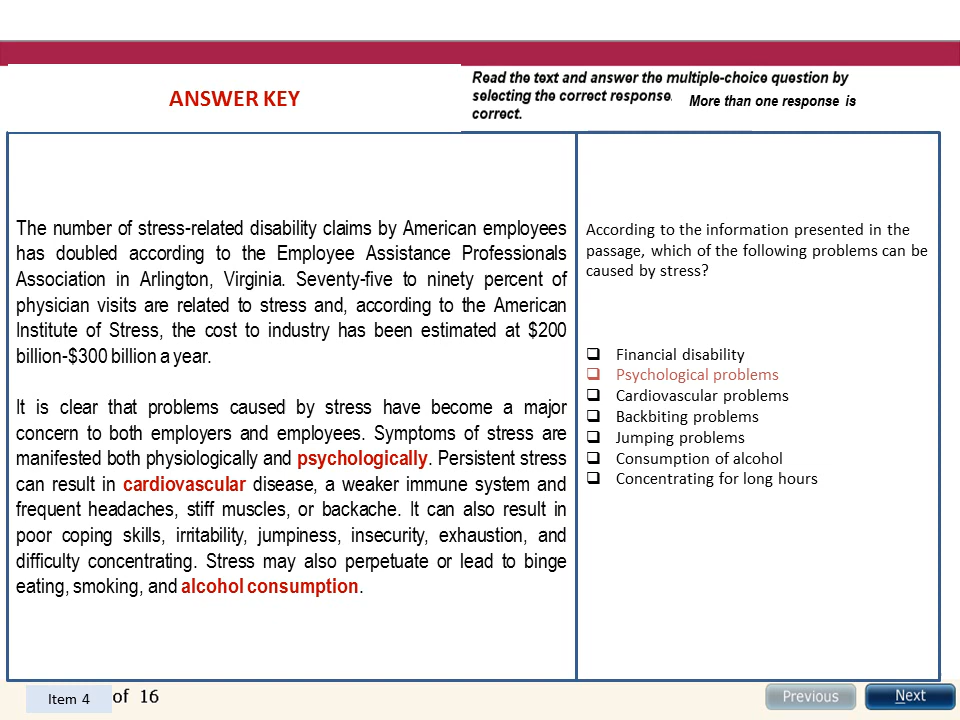 ANSWER KEY
Read the text and answer the multiple-choice question by
selecting the correct response. More than one response is
correct.
The number of stress-related disability claims by American employees
has doubled according to the Employee Assistance Professionals
Association in Arlington, Virginia. Seventy-five to ninety percent of
physician visits are related to stress and, according to the American
Institute of Stress, the cost to industry has been estimated at $200
billion-$300 billion a year.
It is clear that problems caused by stress have become a major
concern to both employers and employees. Symptoms of stress are
manifested both physiologically and psychologically. Persistent stress
can result in cardiovascular disease, a weaker immune system and
frequent headaches, stiff muscles, or backache. It can also result in
poor coping skills, irritability, jumpiness, insecurity, exhaustion, and
difficulty concentrating. Stress may also perpetuate or lead to binge
eating, smoking, and alcohol consumption.
According to the information presented in the
passage, which of the following problems can be
caused by stress?
❑ Financial disability
❑ Psychological problems
❑ Cardiovascular problems
❑ Backbiting problems
❑ Jumping problems
❑ Consumption of alcohol
❑ Concentrating for long hours
Item 4 of 16
Previous
Next